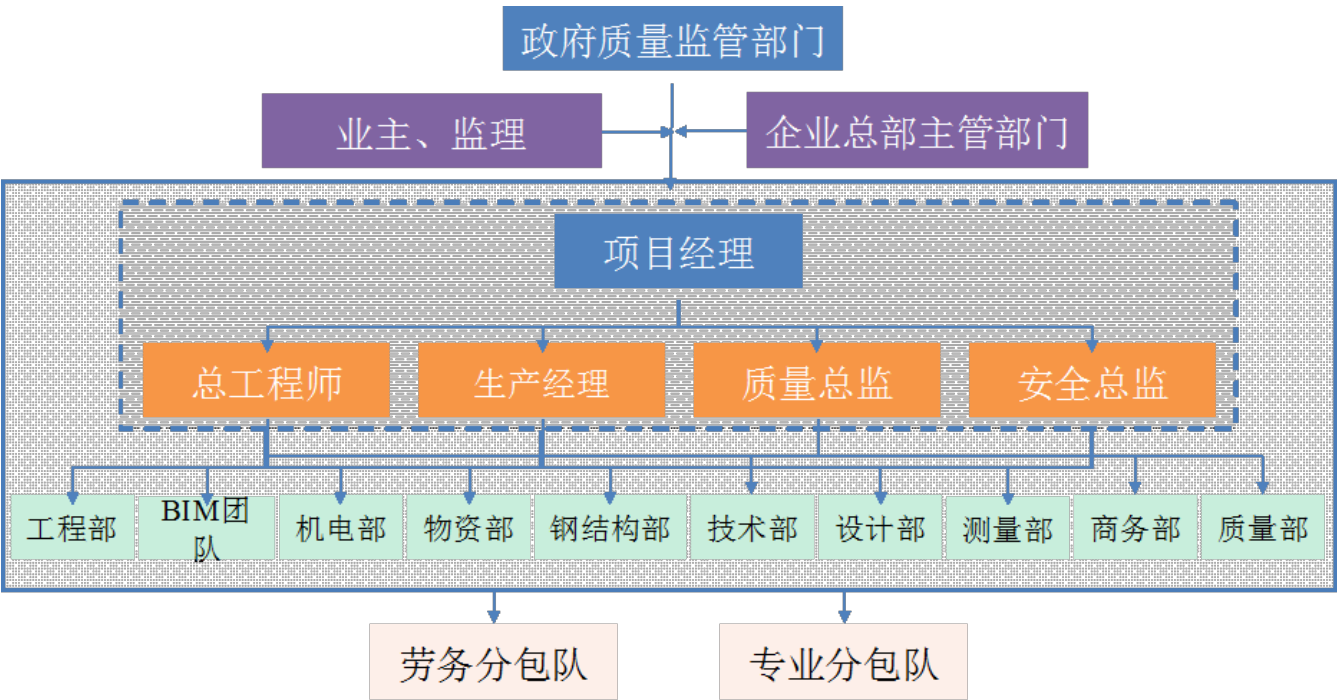 政府质量监管部门
业主、监理
企业总部主管部门
项目经理
总工程师
生产经理
质量总监
安全总监
工程部
BIM团
队
机电部
物资部
钢结构部
技术部
设计部
测量部
商务部
质量部
劳务分包队
专业分包队